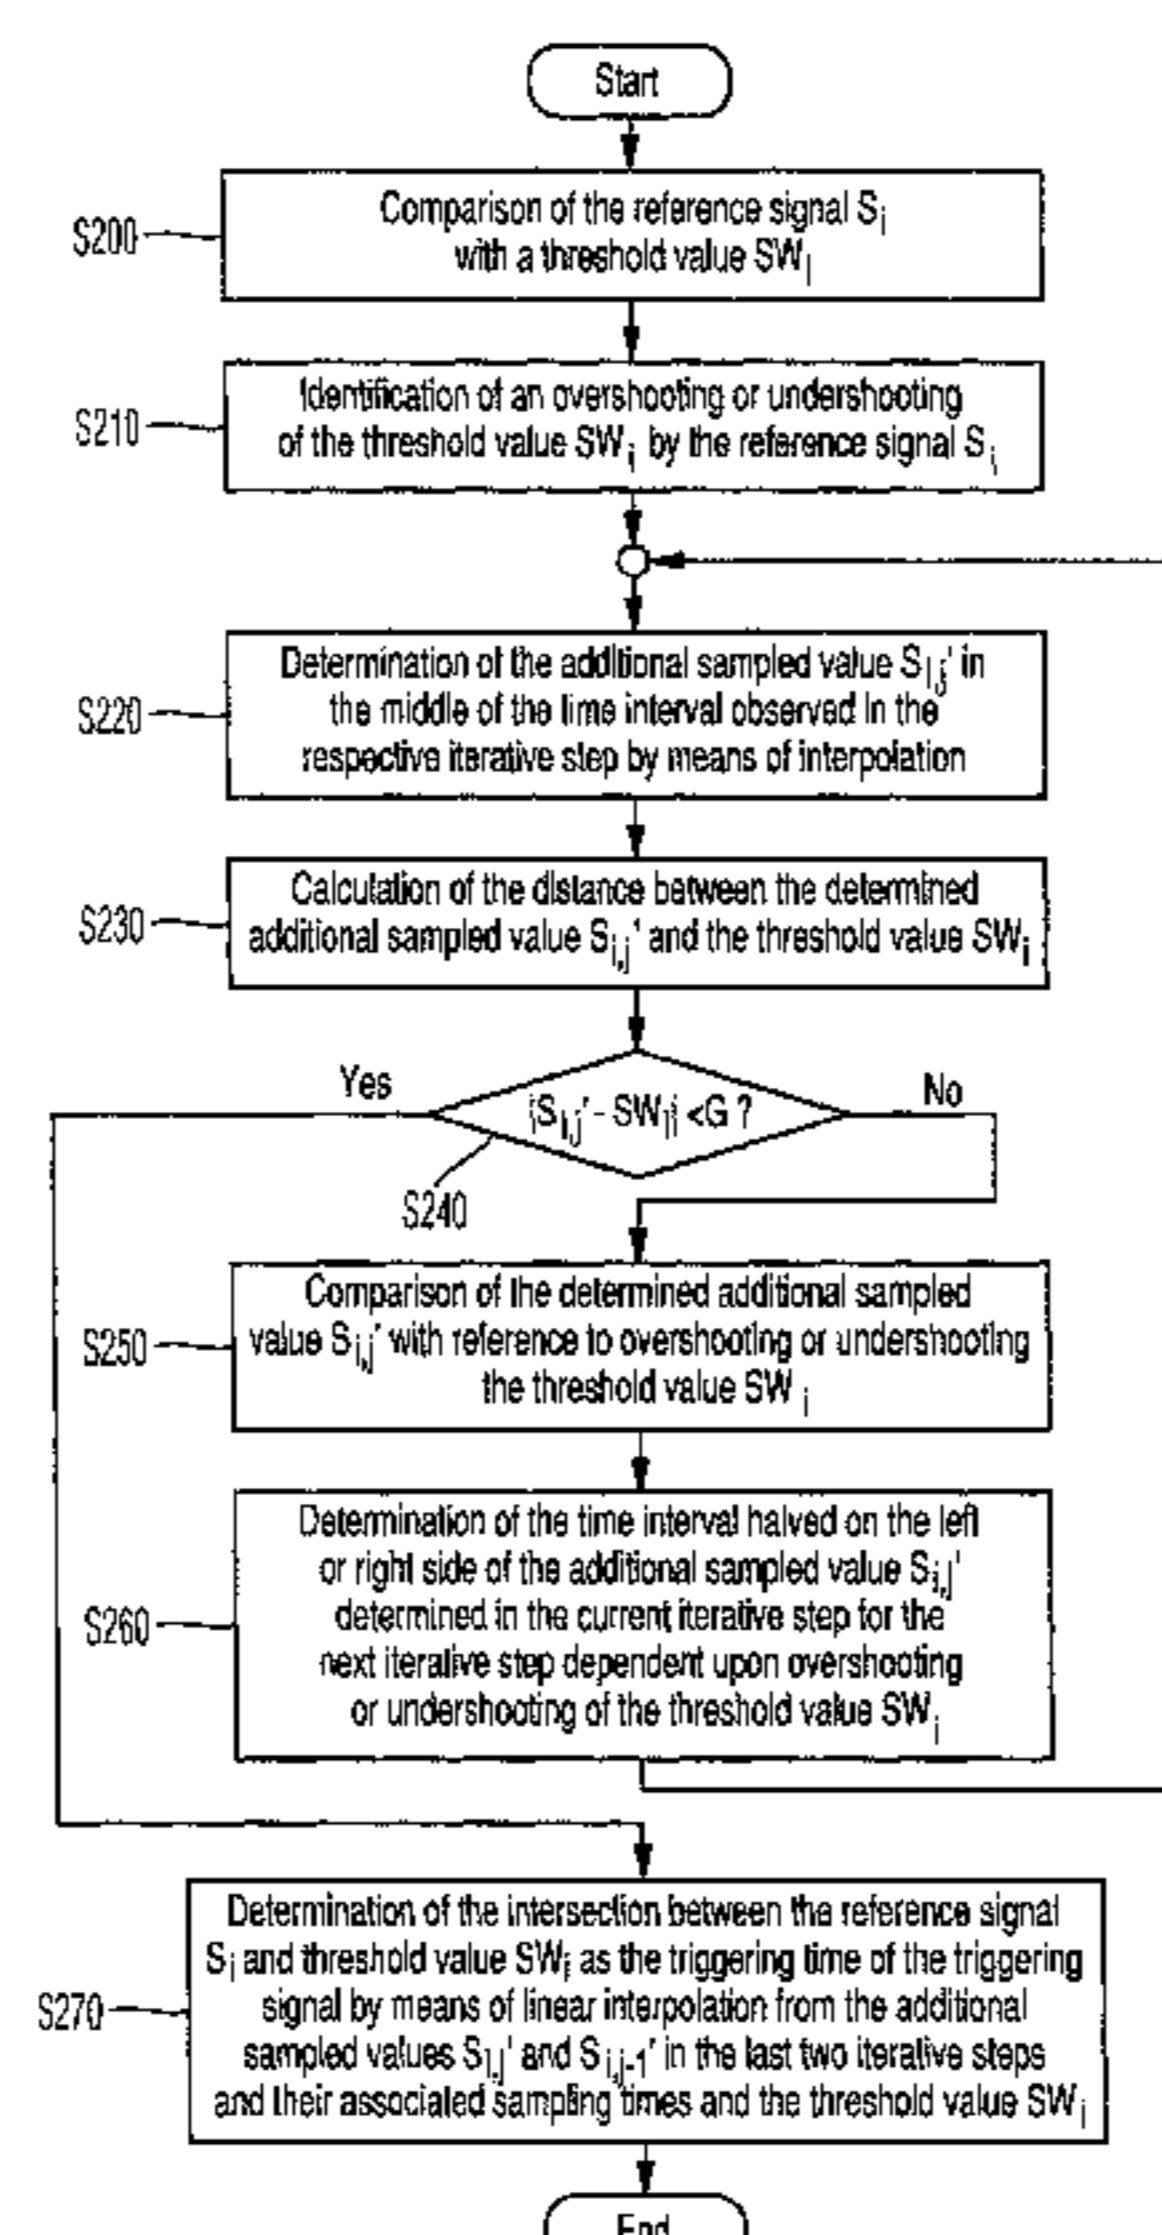 Start
S200
Comparison of the reference signal Si
with a threshold value SWi
S210
Identification of an overshooting or undershooting
of the threshold value SWi by the reference signal Si
S220
Determination of the additional sampled value Si,j' in
the middle of the time interval observed in the
respective iterative step by means of interpolation
S230
Calculation of the distance between the determined
additional sampled value Si,j' and the threshold value SWi
Yes
|Si,j' - SWi| <G ?
No
S240
S250
Comparison of the determined additional sampled
value Si,j' with reference to overshooting or undershooting
the threshold value SWi
S260
Determination of the time interval halved on the left
or right side of the additional sampled value Si,j'
determined in the current iterative step for the
next iterative step dependent upon overshooting
or undershooting of the threshold value SWi
S270
Determination of the intersection between the reference signal
Si and threshold value SWi as the triggering time of the triggering
signal by means of linear interpolation from the additional
sampled values Si,j' and Si,j-1' in the last two iterative steps
and their associated sampling times and the threshold value SWi
End